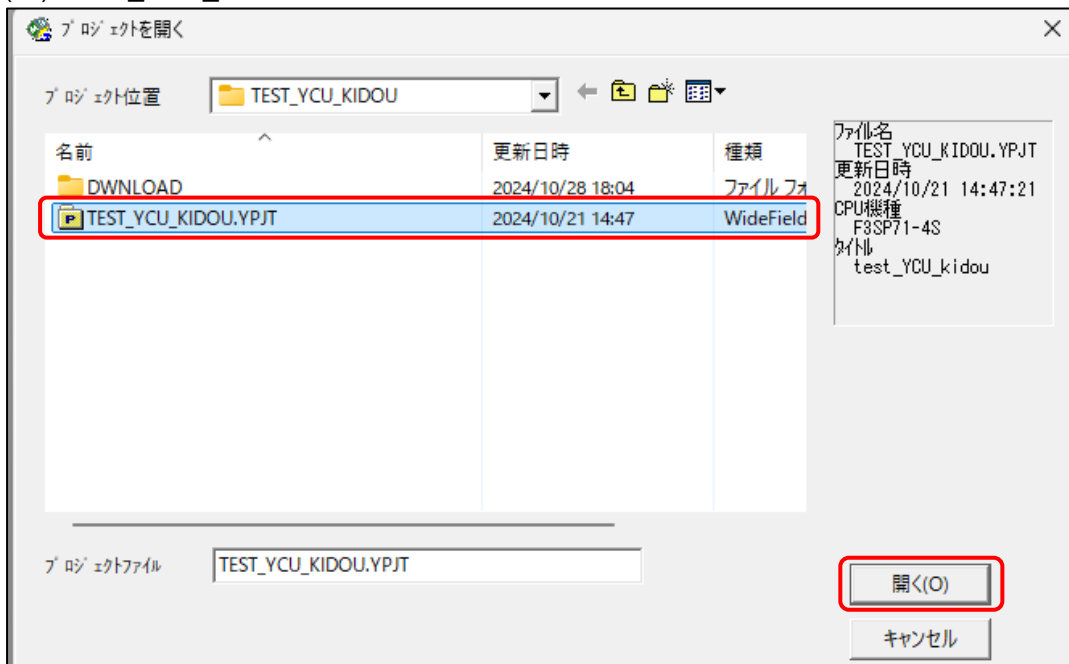 プロジェクトを開く
プロジェクト位置 TEST_YCU_KIDOU
名前 更新日時 種類
DWNLOAD 2024/10/28 18:04 ファイル フォ
TEST_YCU_KIDOU.YPJT 2024/10/21 14:47 WideField
ファイル名
TEST_YCU_KIDOU.YPJT
更新日時
2024/10/21 14:47:21
CPU機種
F3SP71-4S
タイトル
test_YCU_kidou
プロジェクトファイル TEST_YCU_KIDOU.YPJT
開く(O)
キャンセル